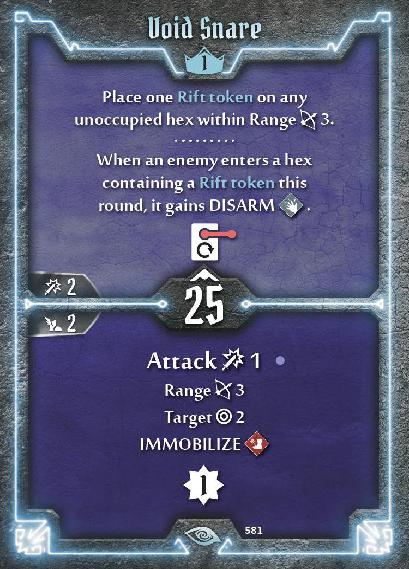 Void Snare
1
Place one Rift token on any
unoccupied hex within Range 3.
When an enemy enters a hex
containing a Rift token this
round, it gains DISARM .
2
25
2
Attack 1
Range 3
Target 2
IMMOBILIZE
1
581